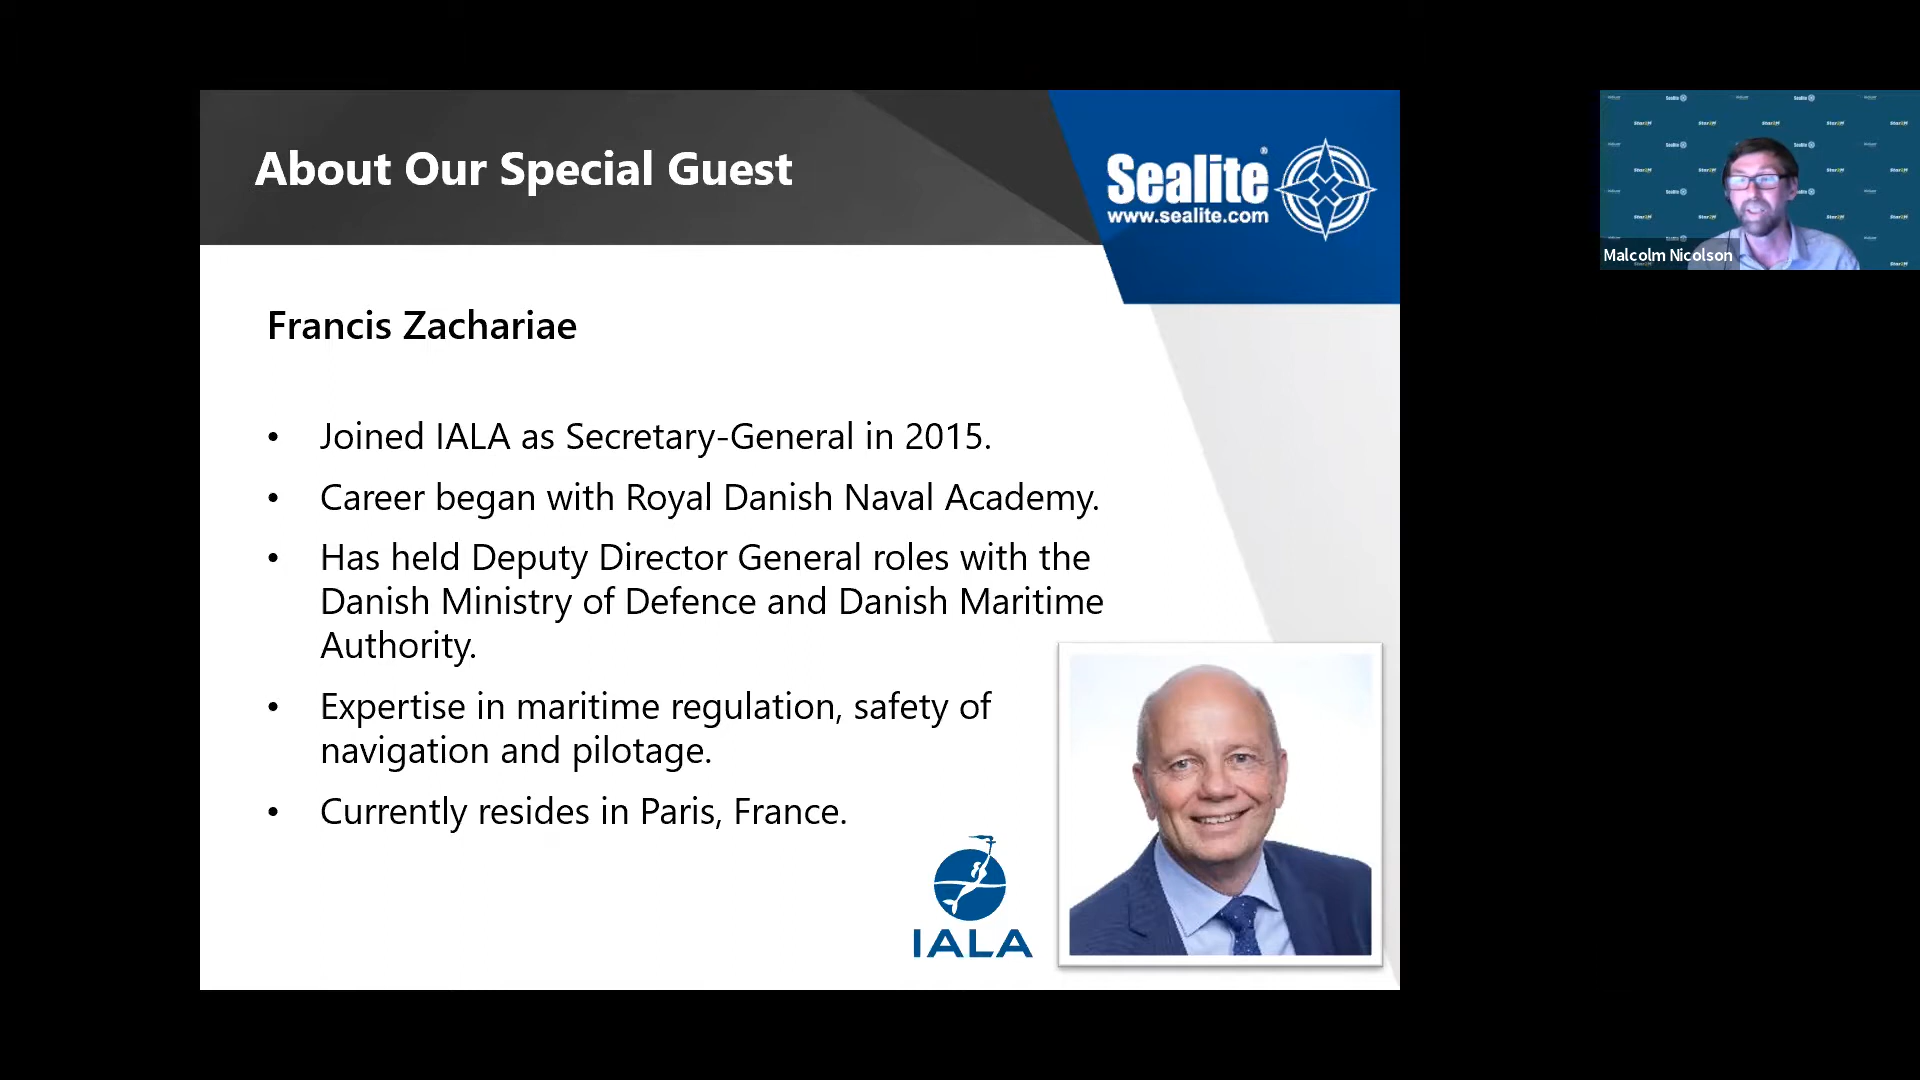 About Our Special Guest
Sealite®
www.sealite.com
Malcolm Nicolson
Francis Zachariae
• Joined IALA as Secretary-General in 2015.
• Career began with Royal Danish Naval Academy.
• Has held Deputy Director General roles with the
Danish Ministry of Defence and Danish Maritime
Authority.
• Expertise in maritime regulation, safety of
navigation and pilotage.
• Currently resides in Paris, France.
IALA